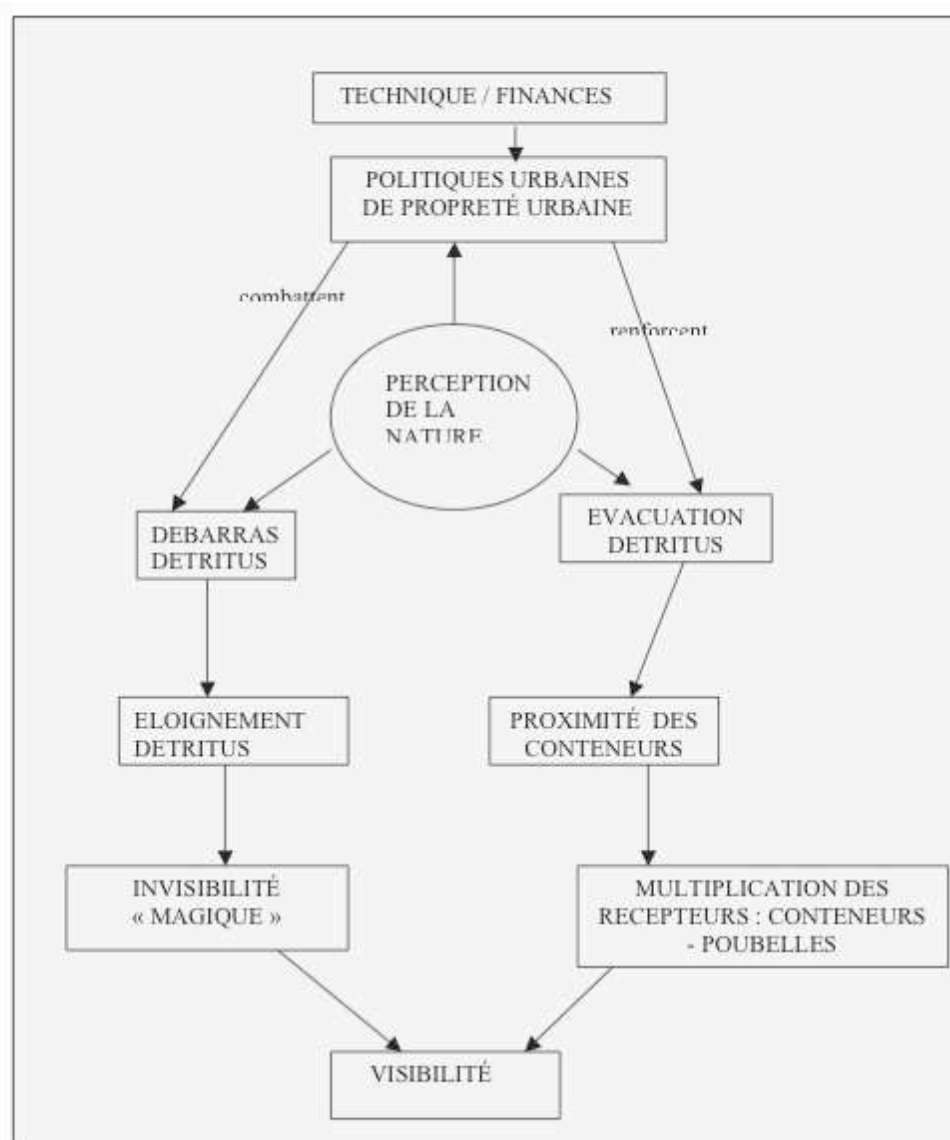 TECHNIQUE / FINANCES
POLITIQUES URBAINES
DE PROPRETÉ URBAINE
combattent
renforcent
PERCEPTION
DE LA
NATURE
DEBARRAS
DETRITUS
EVACUATION
DETRITUS
ELOIGNEMENT
DETRITUS
PROXIMITÉ DES
CONTENEURS
INVISIBILITÉ
« MAGIQUE »
MULTIPLICATION DES
RECEPTEURS : CONTENEURS
- POUBELLES
VISIBILITÉ